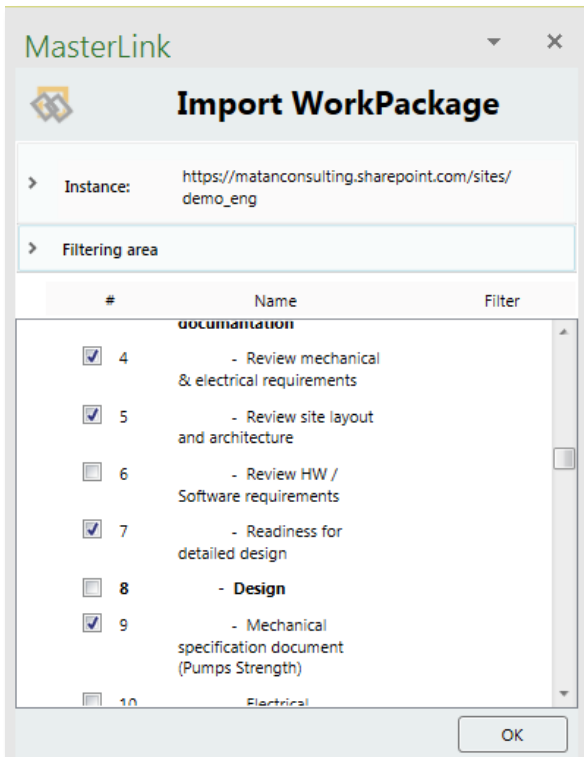 MasterLink
Import WorkPackage
Instance:
https://matanconsulting.sharepoint.com/sites/
demo_eng
Filtering area
# Name Filter
documantation
4 - Review mechanical
& electrical requirements
5 - Review site layout
and architecture
6 - Review HW /
Software requirements
7 - Readiness for
detailed design
8 - Design
9 - Mechanical
specification document
(Pumps Strength)
10 Electrical
OK